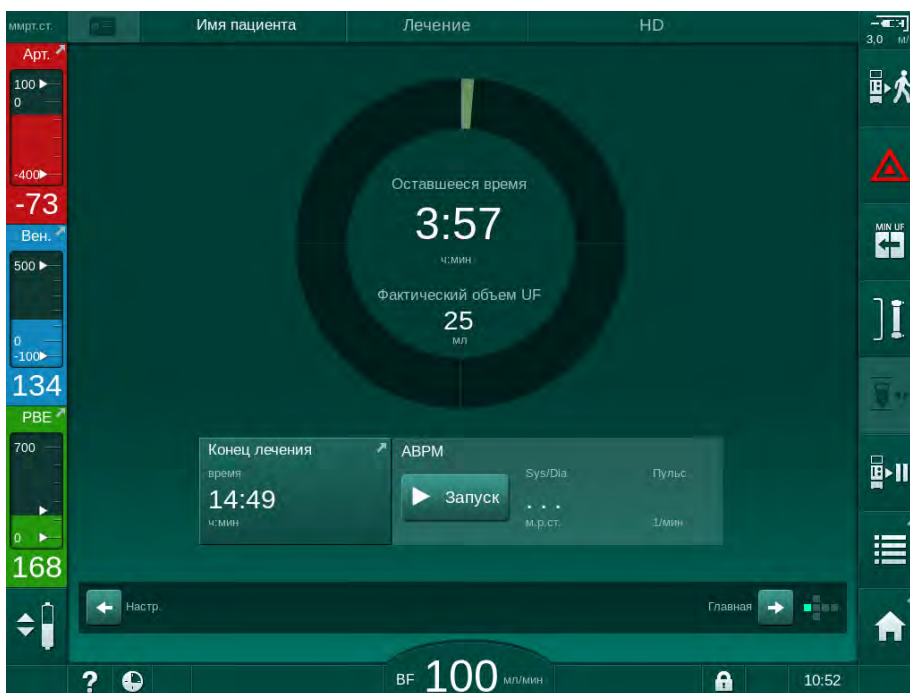 ммрт.ст.
Имя пациента
Лечение
HD
3,0 м/
Арт.
100
0
-400
-73
Вен.
500
0
-100
134
PBE
700
0
168
Оставшееся время
3:57
ч:мин
Фактический объем UF
25
мл
MIN UF
Конец лечения
время
14:49
ч:мин
ABPM
Запуск
Sys/Dia
Пульс
. . .
м.р.ст.
1/мин
Настр.
Главная
?
BF 100 мл/мин
10:52